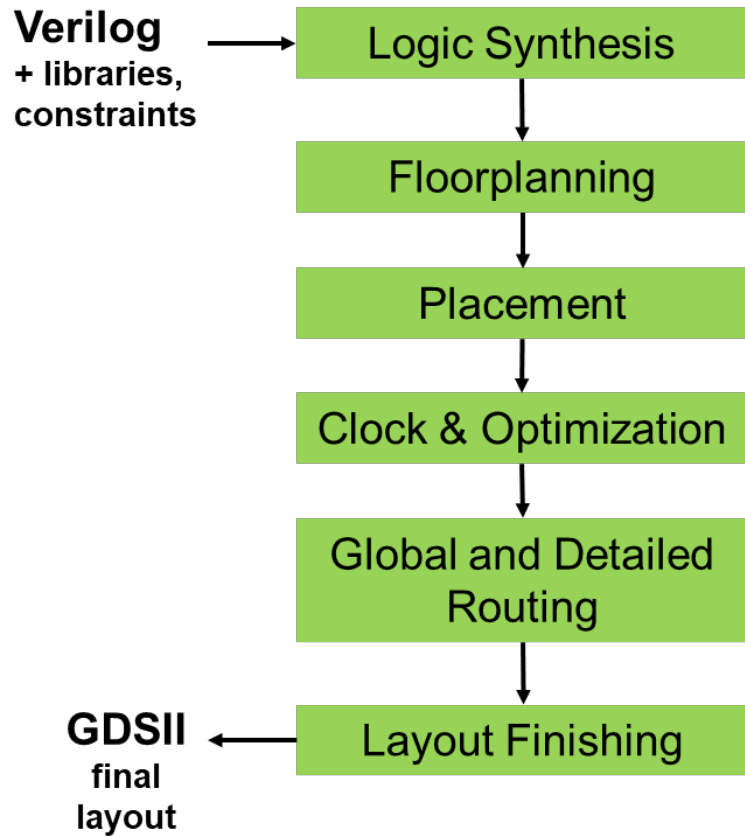 Verilog
+ libraries,
constraints
Logic Synthesis
Floorplanning
Placement
Clock & Optimization
Global and Detailed
Routing
Layout Finishing
GDSII
final
layout